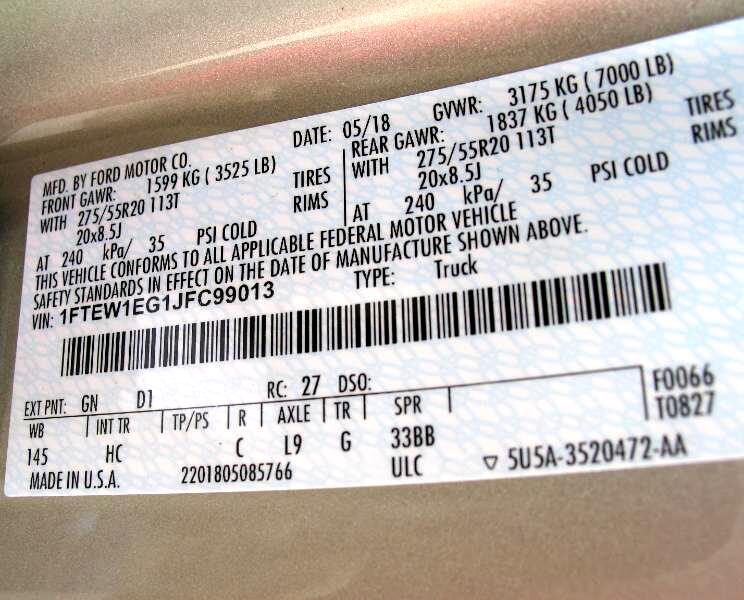 MFD. BY FORD MOTOR CO. DATE: 05/18 GVWR: 3175 KG ( 7000 LB)
FRONT GAWR: 1599 KG ( 3525 LB) REAR GAWR: 1837 KG ( 4050 LB)
WITH 275/55R20 113T TIRES WITH 275/55R20 113T TIRES
20x8.5J RIMS 20x8.5J RIMS
AT 240 kPa/ 35 PSI COLD AT 240 kPa/ 35 PSI COLD
THIS VEHICLE CONFORMS TO ALL APPLICABLE FEDERAL MOTOR VEHICLE
SAFETY STANDARDS IN EFFECT ON THE DATE OF MANUFACTURE SHOWN ABOVE.
VIN: 1FTEW1EG1JFC99013 TYPE: Truck
EXT PNT: GN D1 RC: 27 DSO: F0066
WB INT TR TP/PS R AXLE TR SPR T0827
145 HC C L9 G 33BB
MADE IN U.S.A. 2201805085766 ULC ▽ 5U5A-3520472-AA